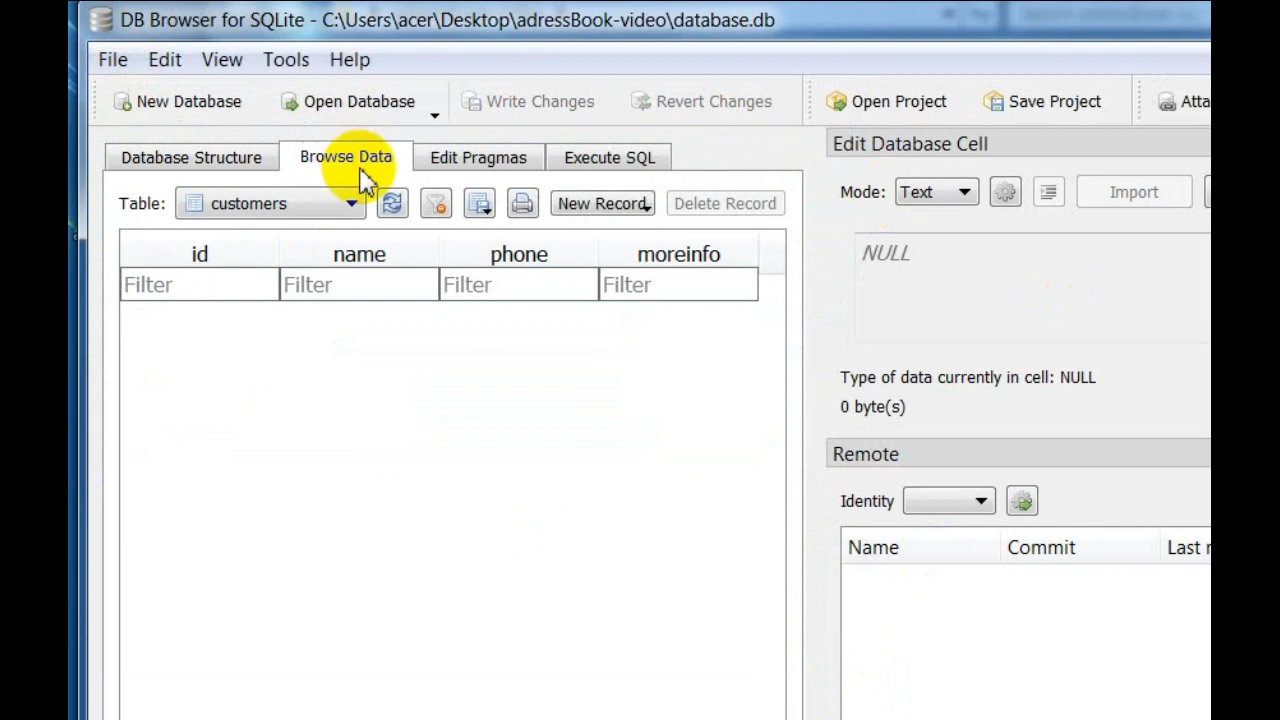 DB Browser for SQLite - C:\Users\acer\Desktop\adressBook-video\database.db
File Edit View Tools Help
New Database Open Database Write Changes Revert Changes Open Project Save Project Atta
Database Structure Browse Data Edit Pragmas Execute SQL
Edit Database Cell
Table: customers New Record Delete Record
Mode: Text Import
id name phone moreinfo
Filter Filter Filter Filter
NULL
Type of data currently in cell: NULL
0 byte(s)
Remote
Identity
Name Commit Last